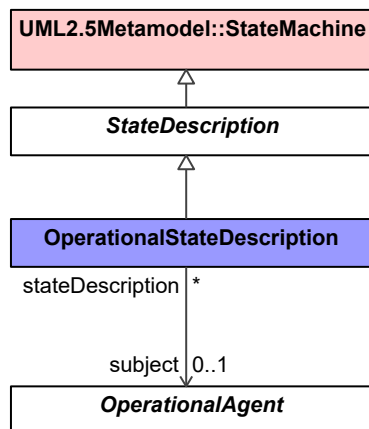 UML2.5Metamodel::StateMachine
StateDescription
OperationalStateDescription
stateDescription *
subject 0..1
OperationalAgent